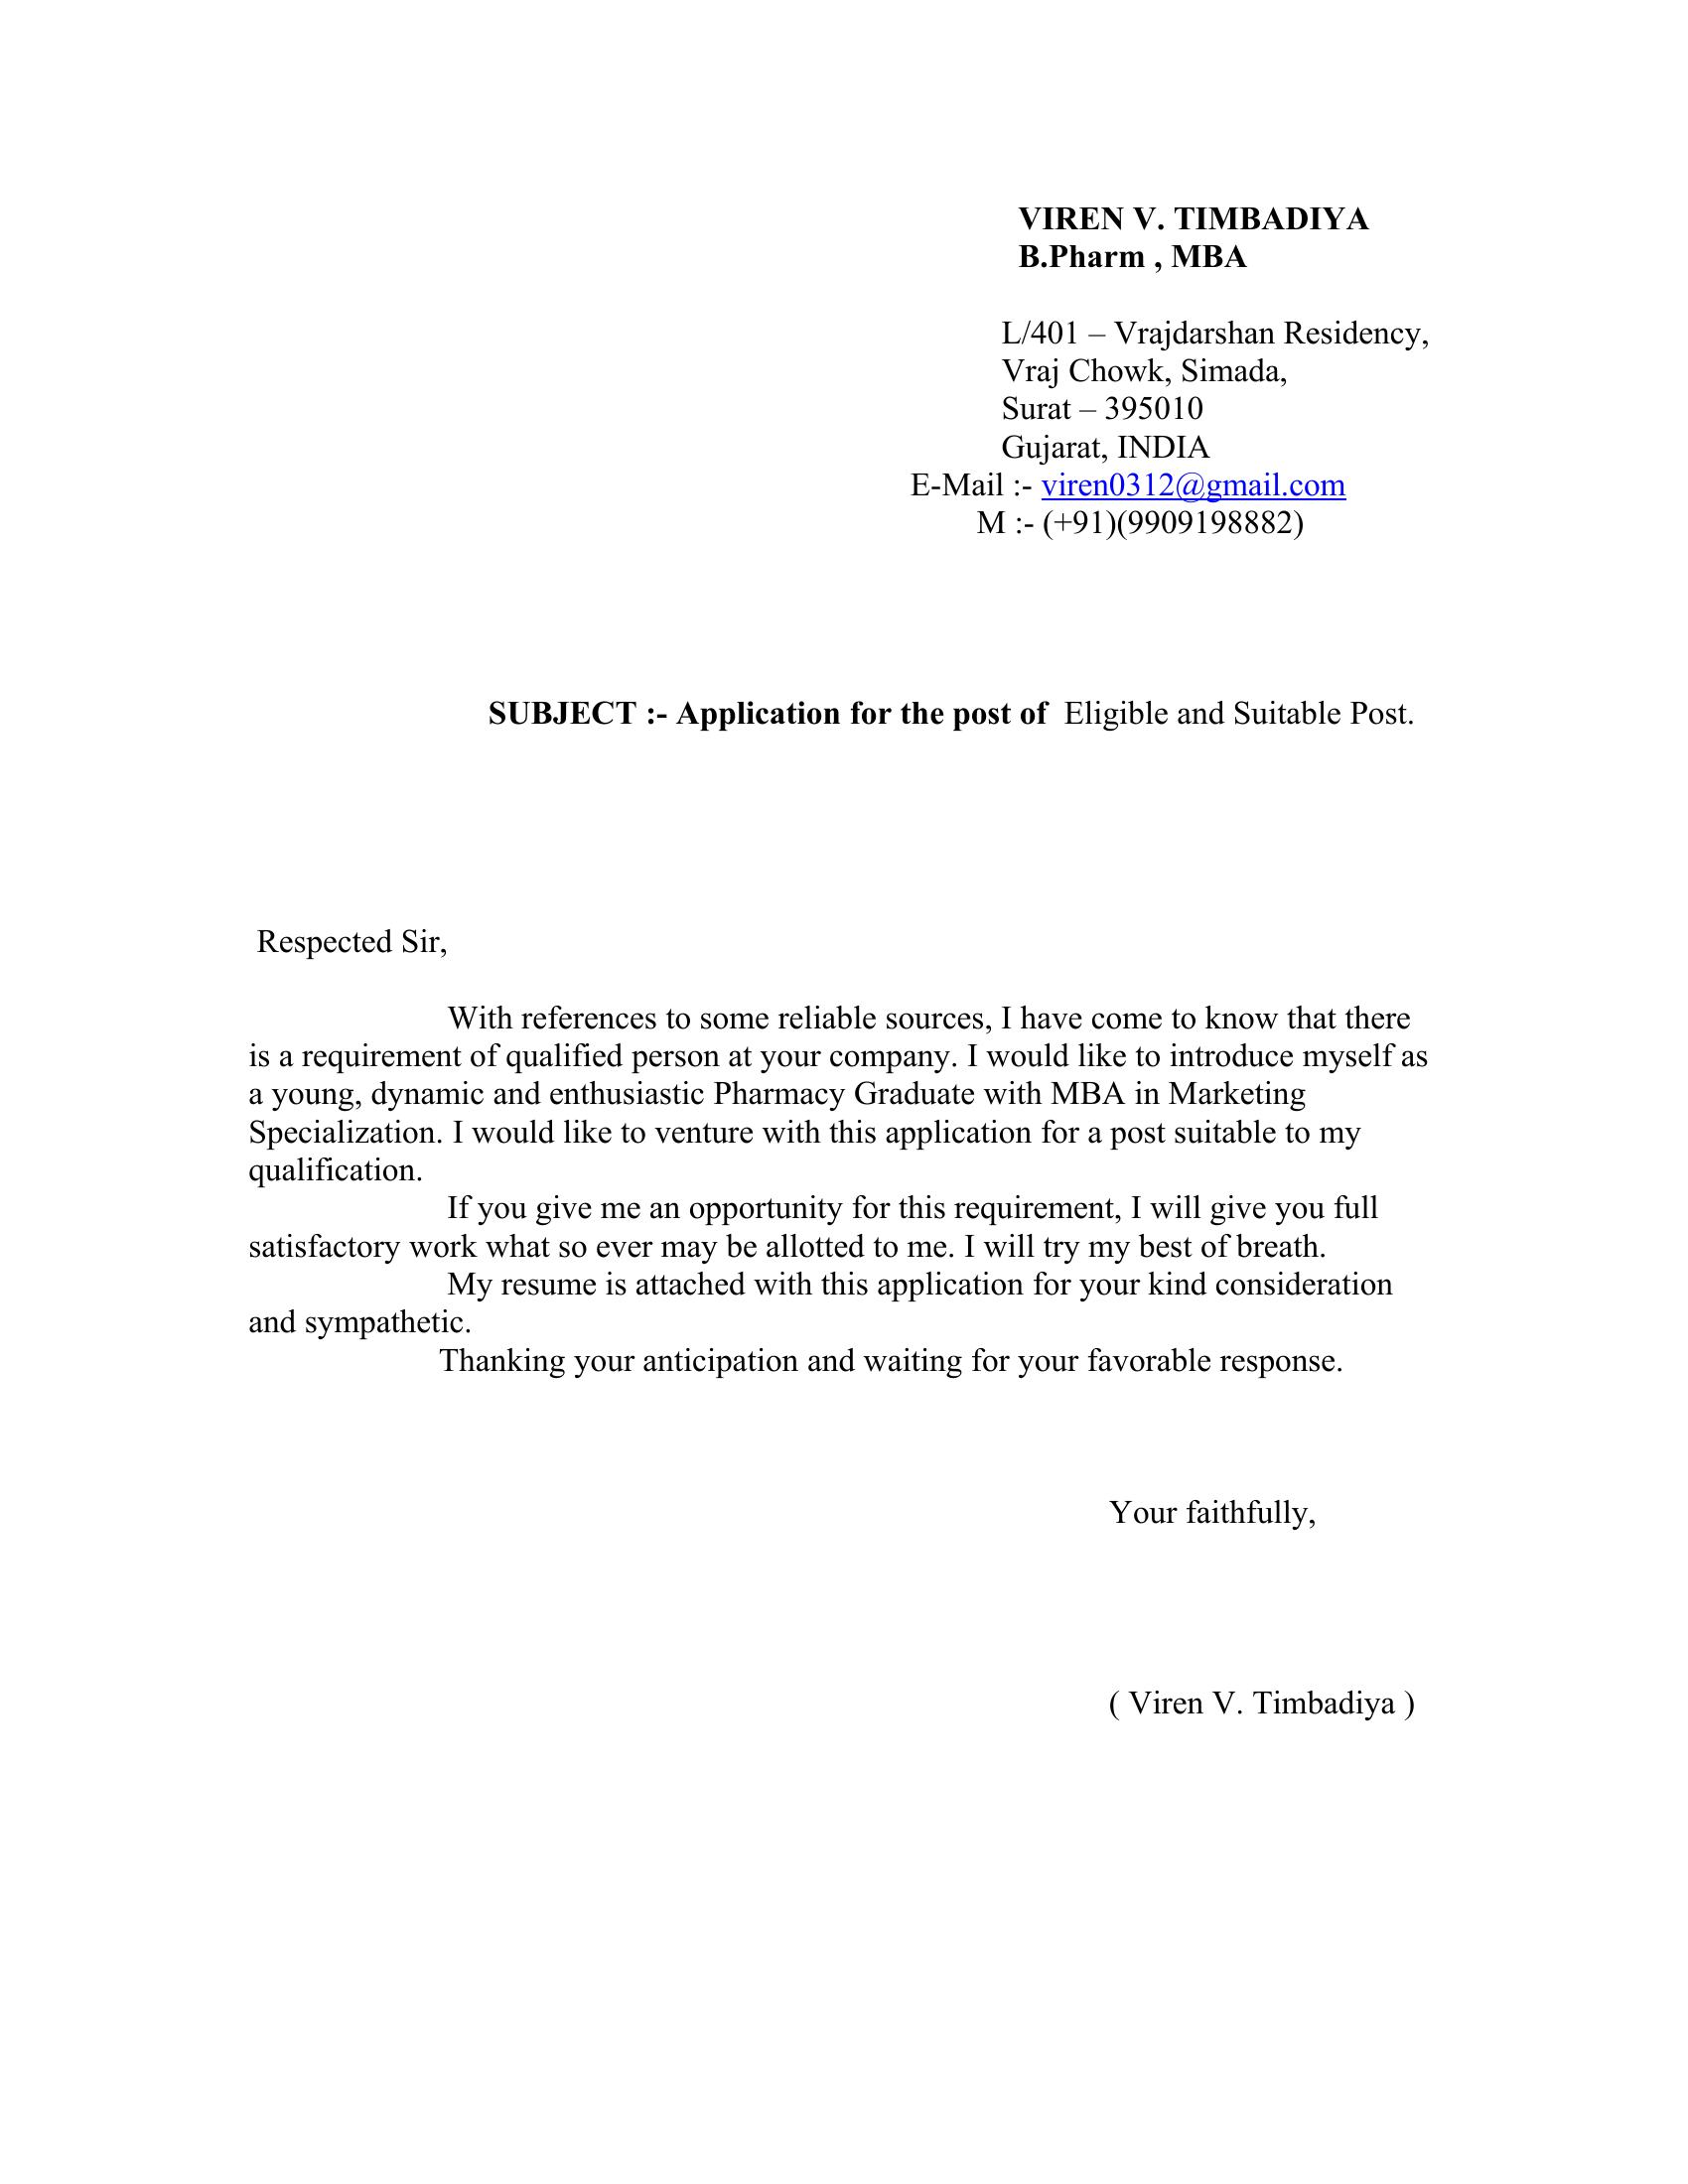 VIREN V. TIMBADIYA
B.Pharm , MBA
L/401 – Vrajdarshan Residency,
Vraj Chowk, Simada,
Surat – 395010
Gujarat, INDIA
E-Mail :- viren0312@gmail.com
M :- (+91)(9909198882)
SUBJECT :- Application for the post of Eligible and Suitable Post.
Respected Sir,
With references to some reliable sources, I have come to know that there
is a requirement of qualified person at your company. I would like to introduce myself as
a young, dynamic and enthusiastic Pharmacy Graduate with MBA in Marketing
Specialization. I would like to venture with this application for a post suitable to my
qualification.
If you give me an opportunity for this requirement, I will give you full
satisfactory work what so ever may be allotted to me. I will try my best of breath.
My resume is attached with this application for your kind consideration
and sympathetic.
Thanking your anticipation and waiting for your favorable response.
Your faithfully,
( Viren V. Timbadiya )